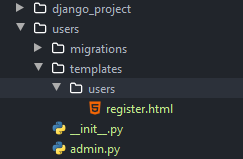 django_project
users
migrations
templates
users
register.html
__init__.py
admin.py